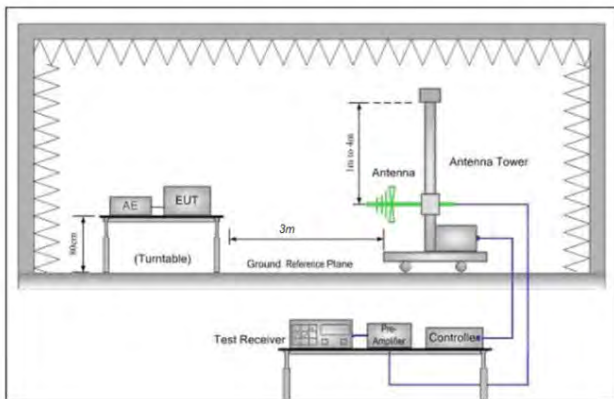 1m to 4m
Antenna
Antenna Tower
AE
EUT
80cm
3m
(Turntable)
Ground Reference Plane
Test Receiver
Pre-
Amplifier
Controller